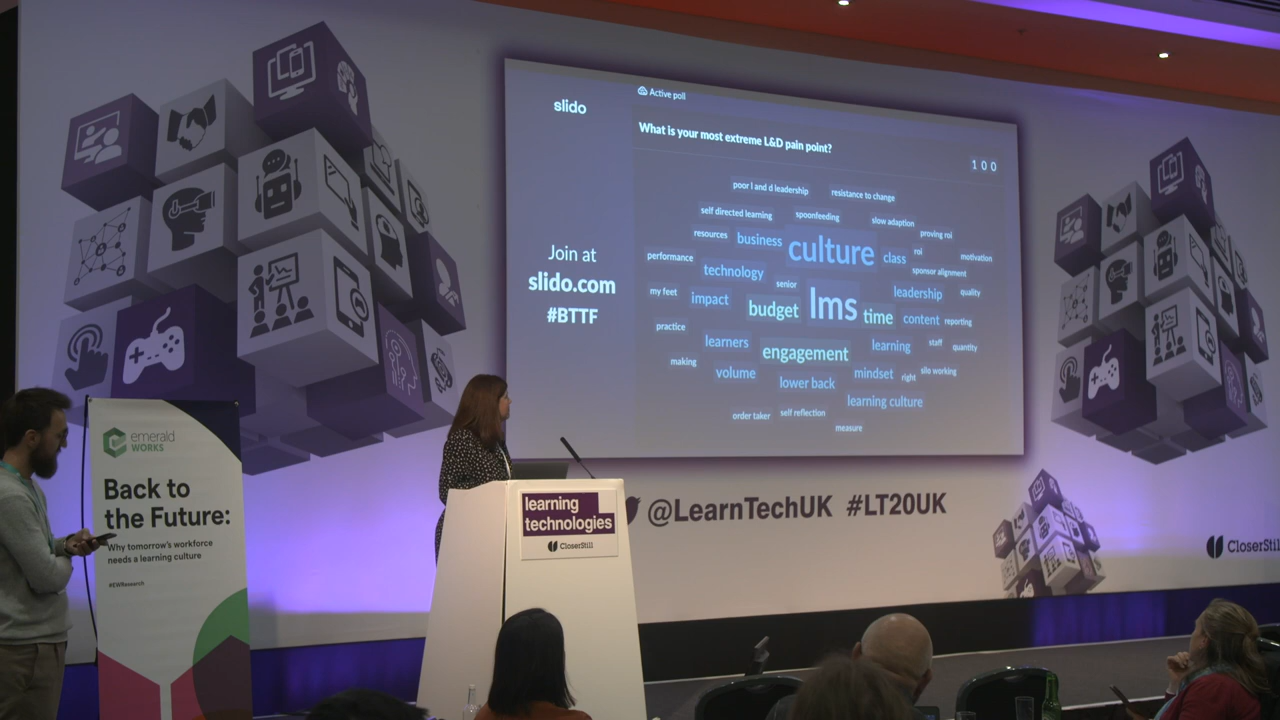 slido
Active poll
What is your most extreme L&D pain point?
100
Join at
slido.com
#BTTF
poor l and d leadership
resistance to change
self directed learning
spoonfeeding
slow adaption
resources
business
culture
class
proving roi
roi
motivation
performance
technology
senior
sponsor alignment
my feet
impact
budget
lms
time
leadership
quality
content
reporting
practice
learners
engagement
learning
staff
quantity
making
volume
lower back
mindset
right
silo working
learning culture
order taker
self reflection
measure
emerald
WORKS
Back to
the Future:
Why tomorrow's workforce
needs a learning culture
#EWResearch
learning
technologies
CloserStill
@LearnTechUK #LT20UK
CloserStil